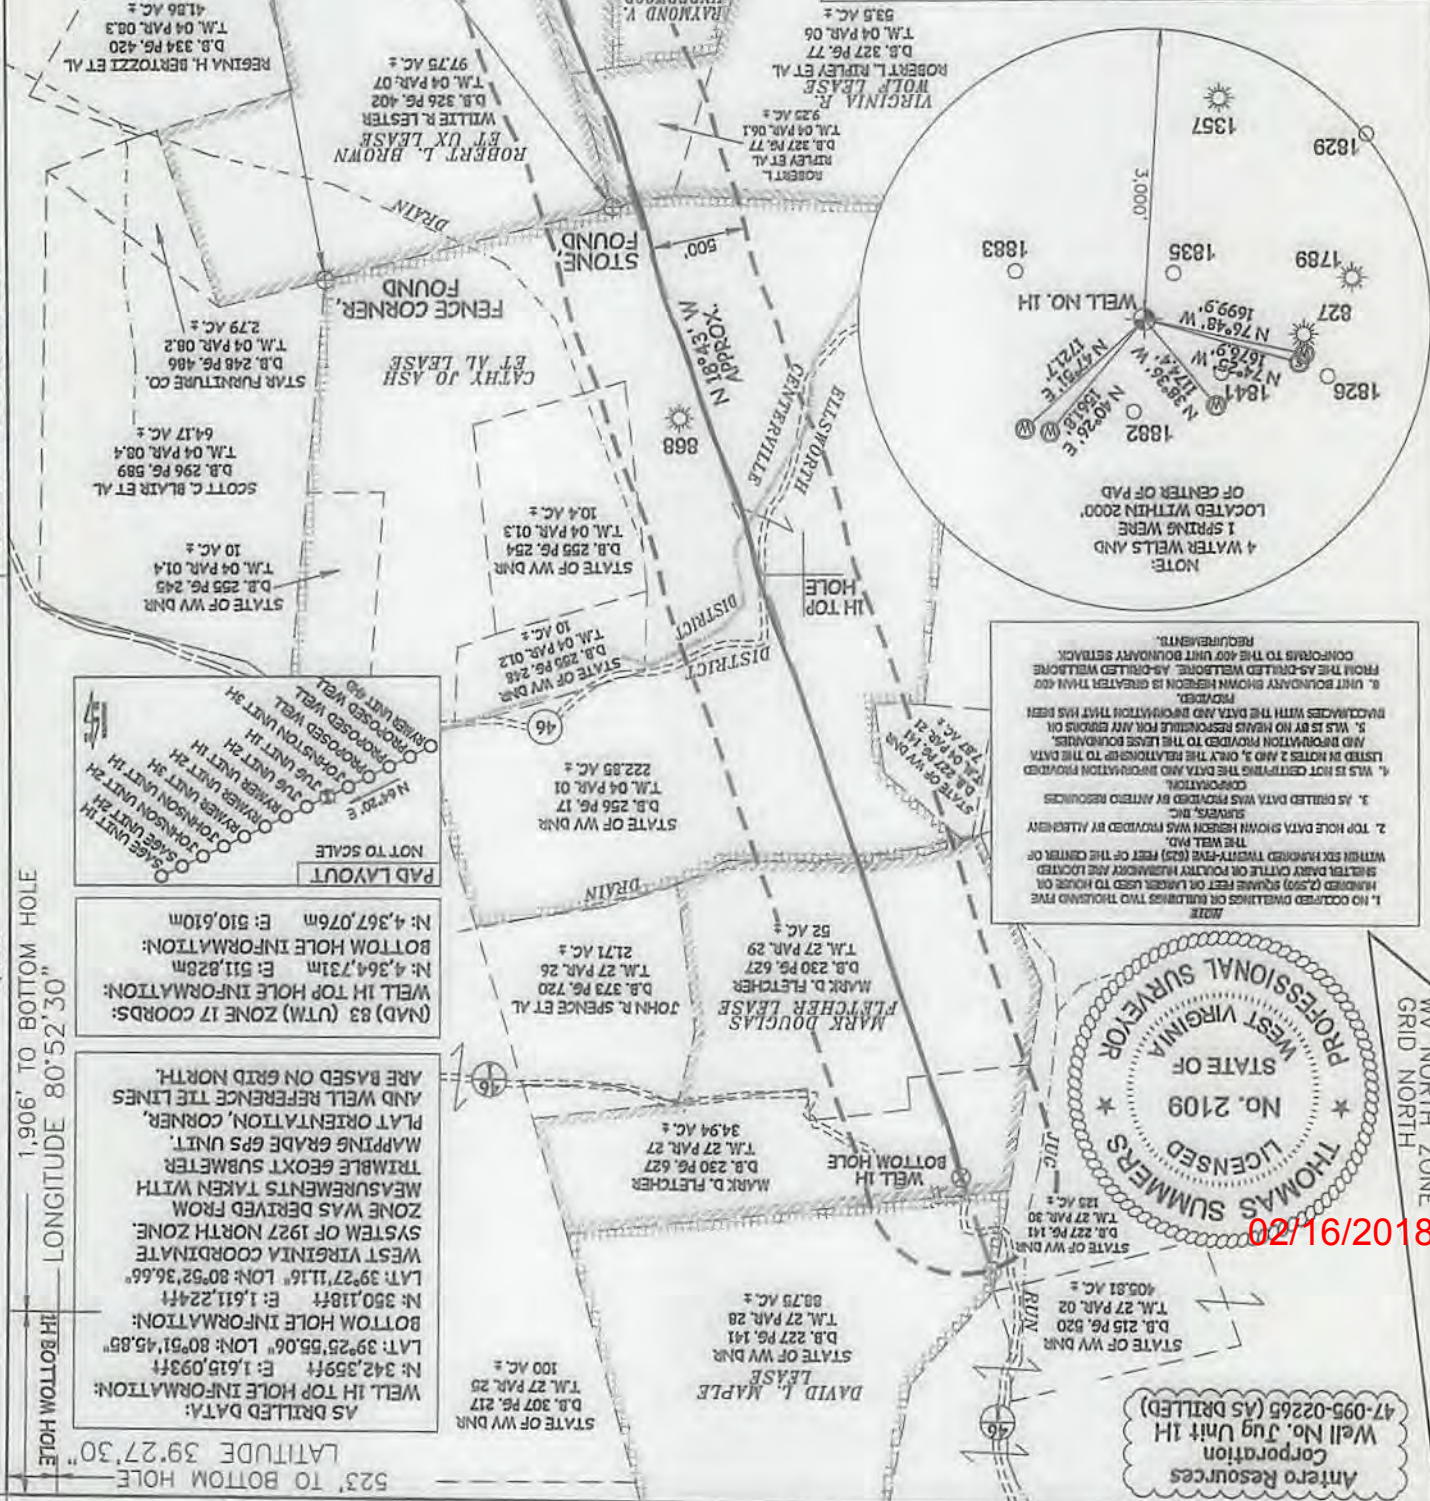 Antero Resources
Corporation
Well No. Jug Unit 1H
47-095-02265 (AS DRILLED)
523' TO BOTTOM HOLE
LATITUDE 39°27'30"
1H BOTTOM HOLE
1,906' TO BOTTOM HOLE
LONGITUDE 80°52'30"
AS DRILLED DATA:
WELL 1H TOP HOLE INFORMATION:
N: 342,359ft E: 1,615,093ft
LAT: 39°25'55.06" LON: 80°51'45.85"
BOTTOM HOLE INFORMATION:
N: 350,118ft E: 1,611,224ft
LAT: 39°27'11.16" LON: 80°52'36.66"
WEST VIRGINIA COORDINATE
SYSTEM OF 1927 NORTH ZONE.
ZONE WAS DERIVED FROM
MEASUREMENTS TAKEN WITH
TRIMBLE GEOXT SUBMETER
MAPPING GRADE GPS UNIT.
PLAT ORIENTATION, CORNER,
AND WELL REFERENCE TIE LINES
ARE BASED ON GRID NORTH.
(NAD) 83 (UTM) ZONE 17 COORDS:
WELL 1H TOP HOLE INFORMATION:
N: 4,364,731m E: 511,828m
BOTTOM HOLE INFORMATION:
N: 4,367,076m E: 510,610m
PAD LAYOUT
NOT TO SCALE
N 64°20' E
SAGE UNIT 1H
SAGE UNIT 2H
JOHNSON UNIT 1H
JOHNSON UNIT 2H
RYMER UNIT 3H
RYMER UNIT 1H
RYMER UNIT 2H
JUG UNIT 2H
JUG UNIT 1H
JOHNSTON UNIT 3H
PROPOSED WELL
PROPOSED WELL
PROPOSED WELL
STATE OF WV DNR
D.B. 307 PG. 217
T.M. 27 PAR. 25
100 AC. ±
DAVID L. MAPLE
LEASE
STATE OF WV DNR
D.B. 227 PG. 141
T.M. 27 PAR. 28
88.75 AC. ±
STATE OF WV DNR
D.B. 215 PG. 520
T.M. 27 PAR. 02
405.81 AC. ±
STATE OF WV DNR
D.B. 227 PG. 141
T.M. 27 PAR. 30
125 AC. ±
JUG
RUN
02/16/2018
THOMAS SUMMERS
LICENSED
No. 2109
STATE OF
WEST VIRGINIA
PROFESSIONAL SURVEYOR
WV NORTH ZONE
GRID NORTH
WELL 1H
BOTTOM HOLE
MARK D. FLETCHER
D.B. 230 PG. 627
T.M. 27 PAR. 27
34.94 AC. ±
46
46
MARK DOUGLAS
FLETCHER LEASE
MARK D. FLETCHER
D.B. 230 PG. 627
T.M. 27 PAR. 29
52 AC. ±
JOHN R. SPENCE ET AL
D.B. 373 PG. 720
T.M. 27 PAR. 26
21.71 AC. ±
DRAIN
NOTE
1. NO OCCUPIED DWELLINGS OR BUILDINGS TWO THOUSAND FIVE
HUNDRED (2,500) SQUARE FEET OR LARGER USED TO HOUSE OR
SHELTER DAIRY CATTLE OR POULTRY HUSBANDRY ARE LOCATED
WITHIN SIX HUNDRED TWENTY-FIVE (625) FEET OF THE CENTER OF
THE WELL PAD.
2. TOP HOLE DATA SHOWN HEREON WAS PROVIDED BY ALLEGHENY
SURVEYS, INC.
3. AS DRILLED DATA WAS PROVIDED BY ANTERO RESOURCES
CORPORATION.
4. WLS IS NOT CERTIFYING THE DATA AND INFORMATION PROVIDED
LISTED IN NOTES 2 AND 3, ONLY THE RELATIONSHIP TO THE DATA
AND INFORMATION PROVIDED TO THE LEASE BOUNDARIES.
5. WLS IS BY NO MEANS RESPONSIBLE FOR ANY ERRORS OR
INACCURACIES WITH THE DATA AND INFORMATION THAT HAS BEEN
PROVIDED.
6. UNIT BOUNDARY SHOWN HEREON IS GREATER THAN 400'
FROM THE AS-DRILLED WELLBORE. AS-DRILLED WELLBORE
CONFORMS TO THE 400' UNIT BOUNDARY SETBACK
REQUIREMENTS.
STATE OF WV DNR
D.B. 256 PG. 17
T.M. 04 PAR. 01
222.85 AC. ±
STATE OF WV DNR
D.B. 227 PG. 141
T.M. 04 PAR. 21
7.87 AC. ±
46
DISTRICT
DISTRICT
STATE OF WV DNR
D.B. 255 PG. 248
T.M. 04 PAR. 01.2
10 AC. ±
1H TOP
HOLE
STATE OF WV DNR
D.B. 255 PG. 254
T.M. 04 PAR. 01.3
10.4 AC. ±
STATE OF WV DNR
D.B. 255 PG. 245
T.M. 04 PAR. 01.4
10 AC. ±
NOTE:
4 WATER WELLS AND
1 SPRING WERE
LOCATED WITHIN 2000'
OF CENTER OF PAD
1882
1841
1826
827
1789
1835
1883
1357
1829
3,000'
WELL NO. 1H
N 47°51' E
1721.7'
N 40°26' E
1561.8'
N 38°36' W
1174.4'
N 74°25' W
1678.9'
N 76°48' W
1699.9'
ELLSWORTH
CENTERVILLE
868
N 18°43' W
APPROX.
500'
CATHY JO ASH
ET AL LEASE
SCOTT C. BLAIR ET AL
D.B. 296 PG. 589
T.M. 04 PAR. 08.4
64.17 AC. ±
STAR FURNITURE CO.
D.B. 248 PG. 486
T.M. 04 PAR. 08.2
2.79 AC. ±
FENCE CORNER,
FOUND
STONE,
FOUND
DRAIN
ROBERT L. BROWN
ET UX LEASE
WILLIE R. LESTER
D.B. 326 PG. 402
T.M. 04 PAR. 07
97.75 AC. ±
REGINA H. BERTOZZI ET AL
D.B. 334 PG. 420
T.M. 04 PAR. 08.3
41.86 AC. ±
ROBERT L.
RIPLEY ET AL
D.B. 327 PG. 77
T.M. 04 PAR. 06.1
9.25 AC. ±
VIRGINIA R.
WOLF LEASE
ROBERT L. RIPLEY ET AL
D.B. 327 PG. 77
T.M. 04 PAR. 06
53.5 AC. ±
RAYMOND V.